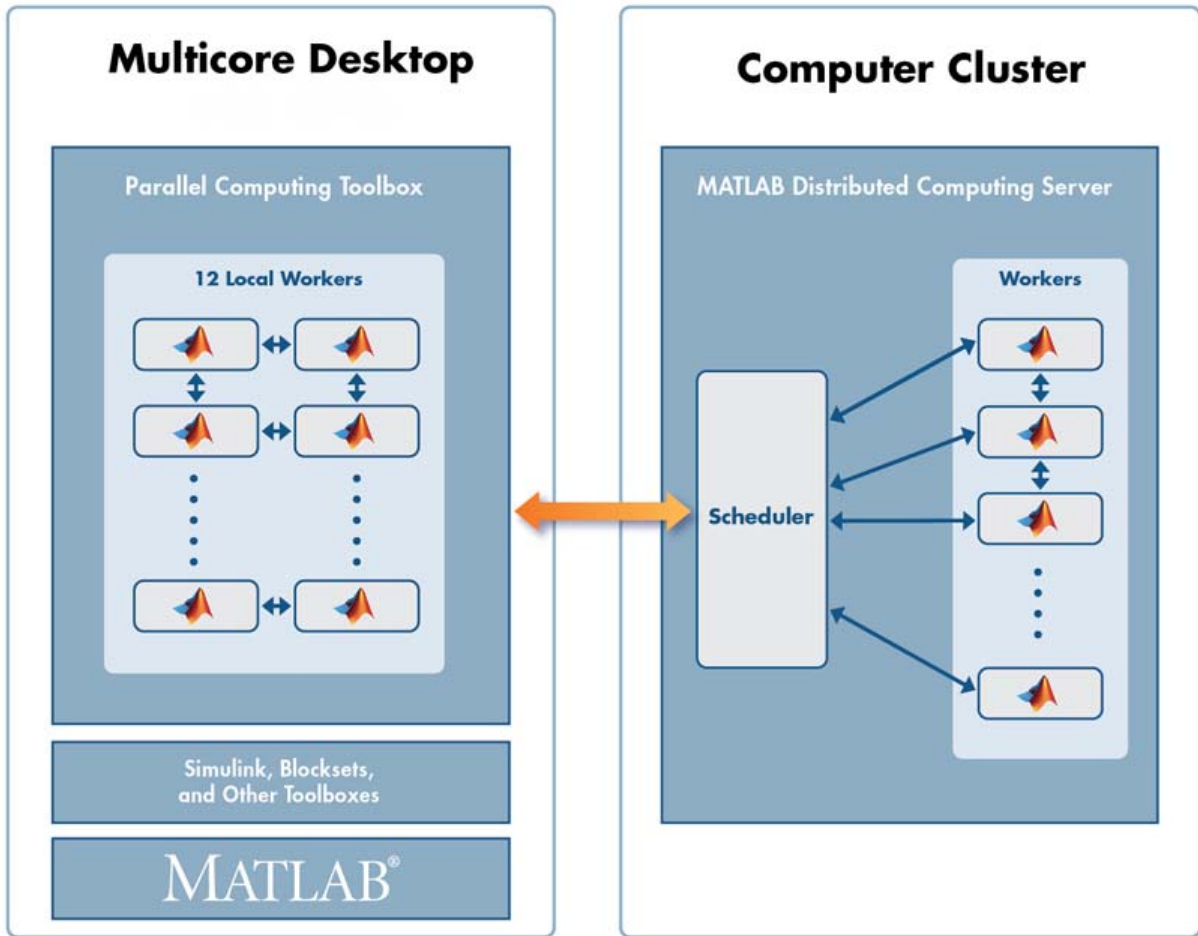 Multicore Desktop
Parallel Computing Toolbox
12 Local Workers
Simulink, Blocksets,
and Other Toolboxes
MATLAB®
Computer Cluster
MATLAB Distributed Computing Server
Workers
Scheduler